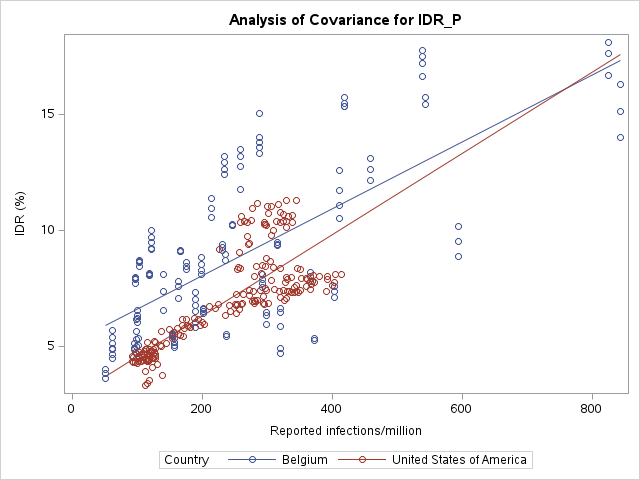 Analysis of Covariance for IDR_P
IDR (%)
15
10
5
0 200 400 600 800
Reported infections/million
Country Belgium United States of America